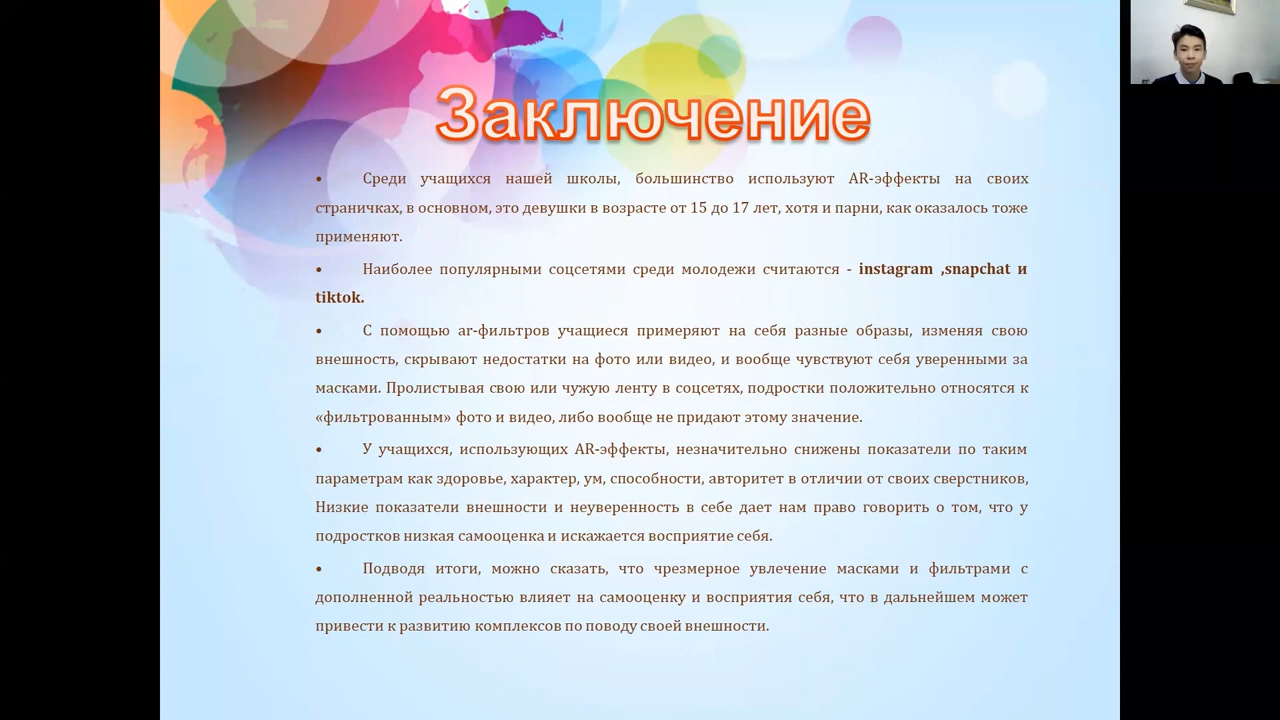 Заключение
• Среди учащихся нашей школы, большинство используют AR-эффекты на своих
страничках, в основном, это девушки в возрасте от 15 до 17 лет, хотя и парни, как оказалось тоже
применяют.
• Наиболее популярными соцсетями среди молодежи считаются - instagram ,snapchat и
tiktok.
• С помощью ar-фильтров учащиеся примеряют на себя разные образы, изменяя свою
внешность, скрывают недостатки на фото или видео, и вообще чувствуют себя уверенными за
масками. Пролистывая свою или чужую ленту в соцсетях, подростки положительно относятся к
«фильтрованным» фото и видео, либо вообще не придают этому значение.
• У учащихся, использующих AR-эффекты, незначительно снижены показатели по таким
параметрам как здоровье, характер, ум, способности, авторитет в отличии от своих сверстников,
Низкие показатели внешности и неуверенность в себе дает нам право говорить о том, что у
подростков низкая самооценка и искажается восприятие себя.
• Подводя итоги, можно сказать, что чрезмерное увлечение масками и фильтрами с
дополненной реальностью влияет на самооценку и восприятия себя, что в дальнейшем может
привести к развитию комплексов по поводу своей внешности.